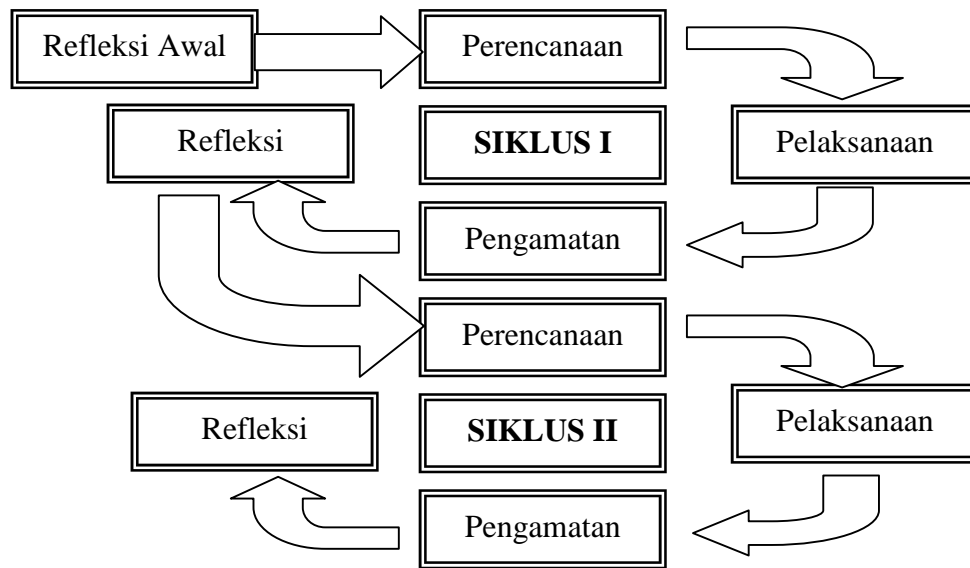 Refleksi Awal
Perencanaan
Refleksi
SIKLUS I
Pelaksanaan
Pengamatan
Perencanaan
Refleksi
SIKLUS II
Pelaksanaan
Pengamatan